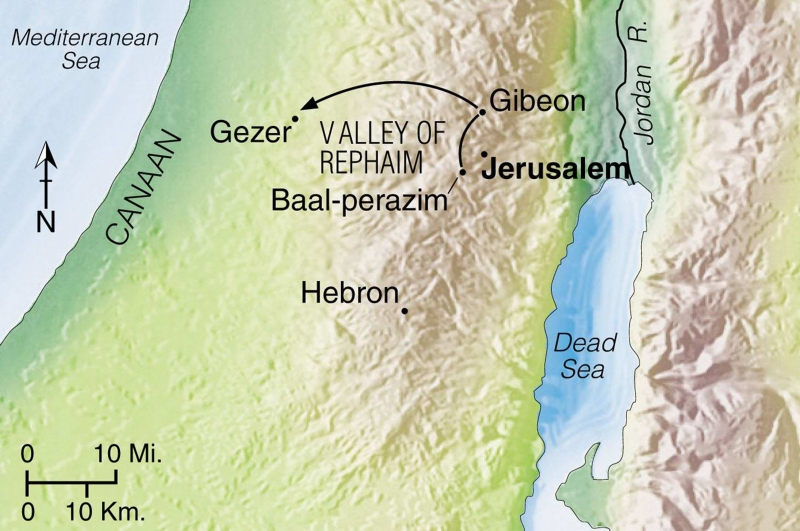 Mediterranean
Sea
Jordan R.
Gibeon
Gezer
VALLEY OF
REPHAIM
Jerusalem
CANAAN
Baal-perazim
N
Hebron
Dead
Sea
0 10 Mi.
0 10 Km.